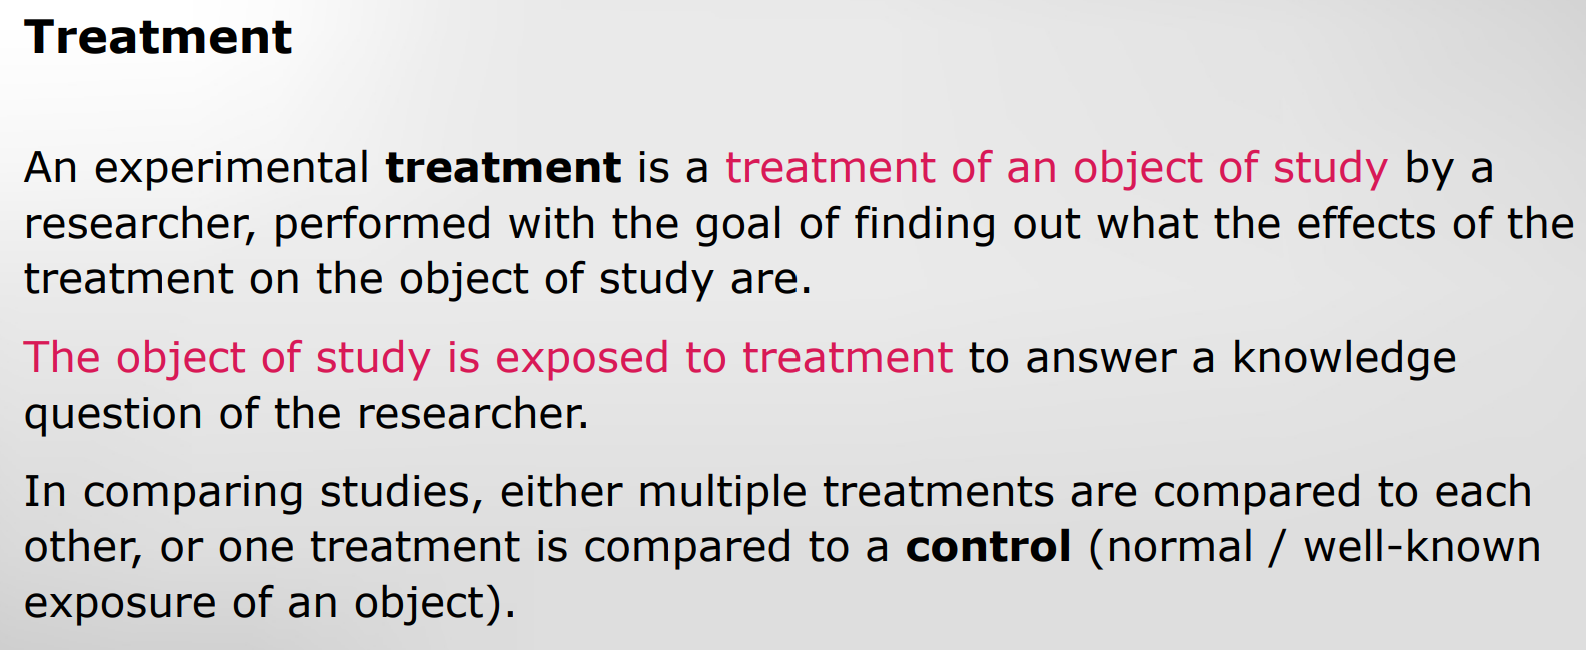 Treatment
An experimental treatment is a treatment of an object of study by a
researcher, performed with the goal of finding out what the effects of the
treatment on the object of study are.
The object of study is exposed to treatment to answer a knowledge
question of the researcher.
In comparing studies, either multiple treatments are compared to each
other, or one treatment is compared to a control (normal / well-known
exposure of an object).